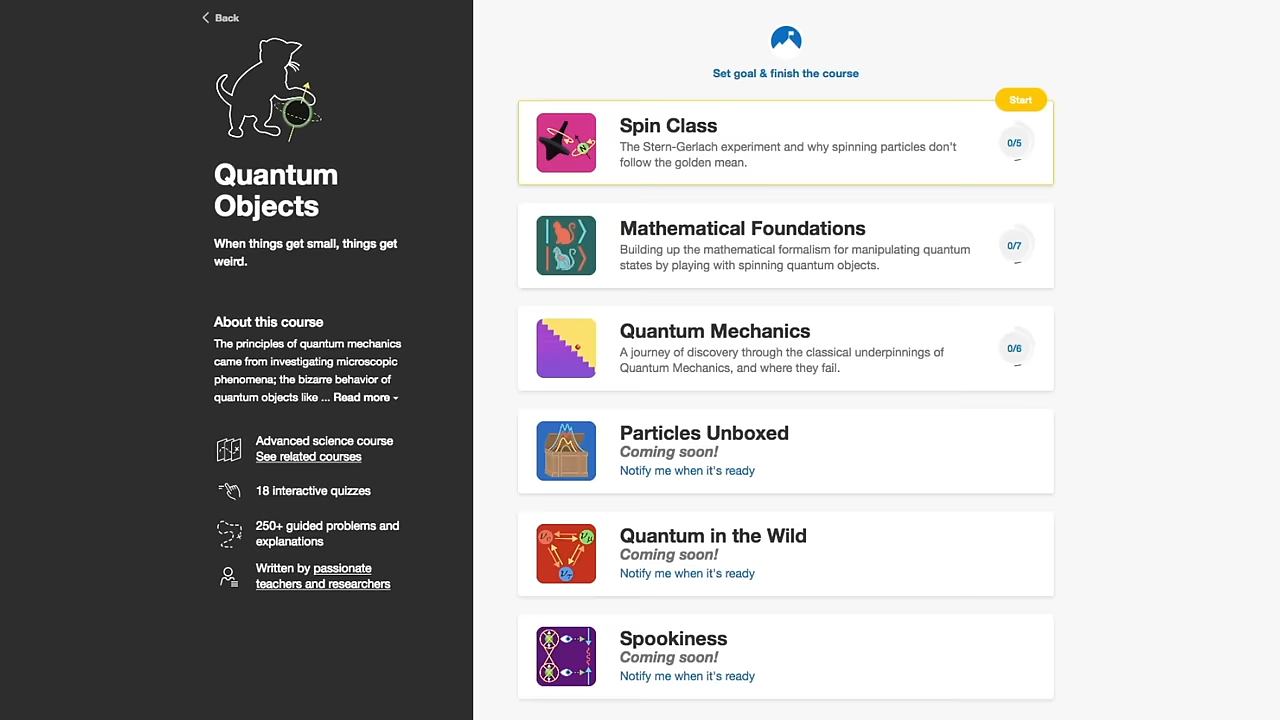 Back
Quantum
Objects
When things get small, things get
weird.
About this course
The principles of quantum mechanics
came from investigating microscopic
phenomena; the bizarre behavior of
quantum objects like ... Read more
Advanced science course
See related courses
18 interactive quizzes
250+ guided problems and
explanations
Written by passionate
teachers and researchers
Set goal & finish the course
Start
Spin Class
The Stern-Gerlach experiment and why spinning particles don't
follow the golden mean.
0/5
Mathematical Foundations
Building up the mathematical formalism for manipulating quantum
states by playing with spinning quantum objects.
0/7
Quantum Mechanics
A journey of discovery through the classical underpinnings of
Quantum Mechanics, and where they fail.
0/6
Particles Unboxed
Coming soon!
Notify me when it's ready
Quantum in the Wild
Coming soon!
Notify me when it's ready
Spookiness
Coming soon!
Notify me when it's ready